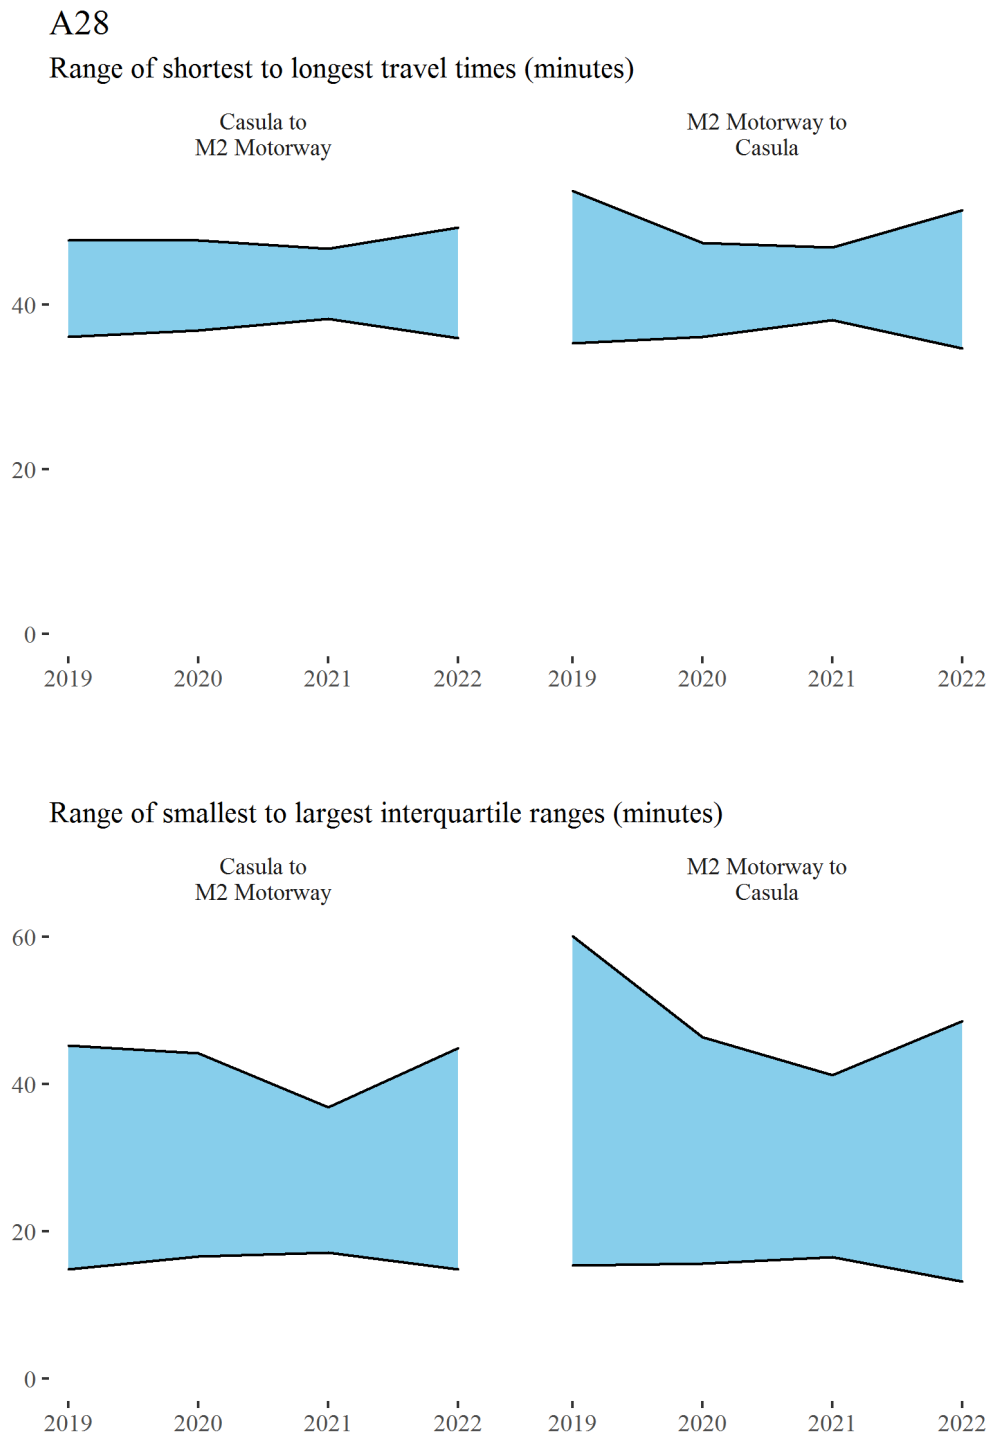 A28
Range of shortest to longest travel times (minutes)
Casula to
M2 Motorway
M2 Motorway to
Casula
40
20
0
2019 2020 2021 2022 2019 2020 2021 2022
Range of smallest to largest interquartile ranges (minutes)
Casula to
M2 Motorway
M2 Motorway to
Casula
60
40
20
0
2019 2020 2021 2022 2019 2020 2021 2022